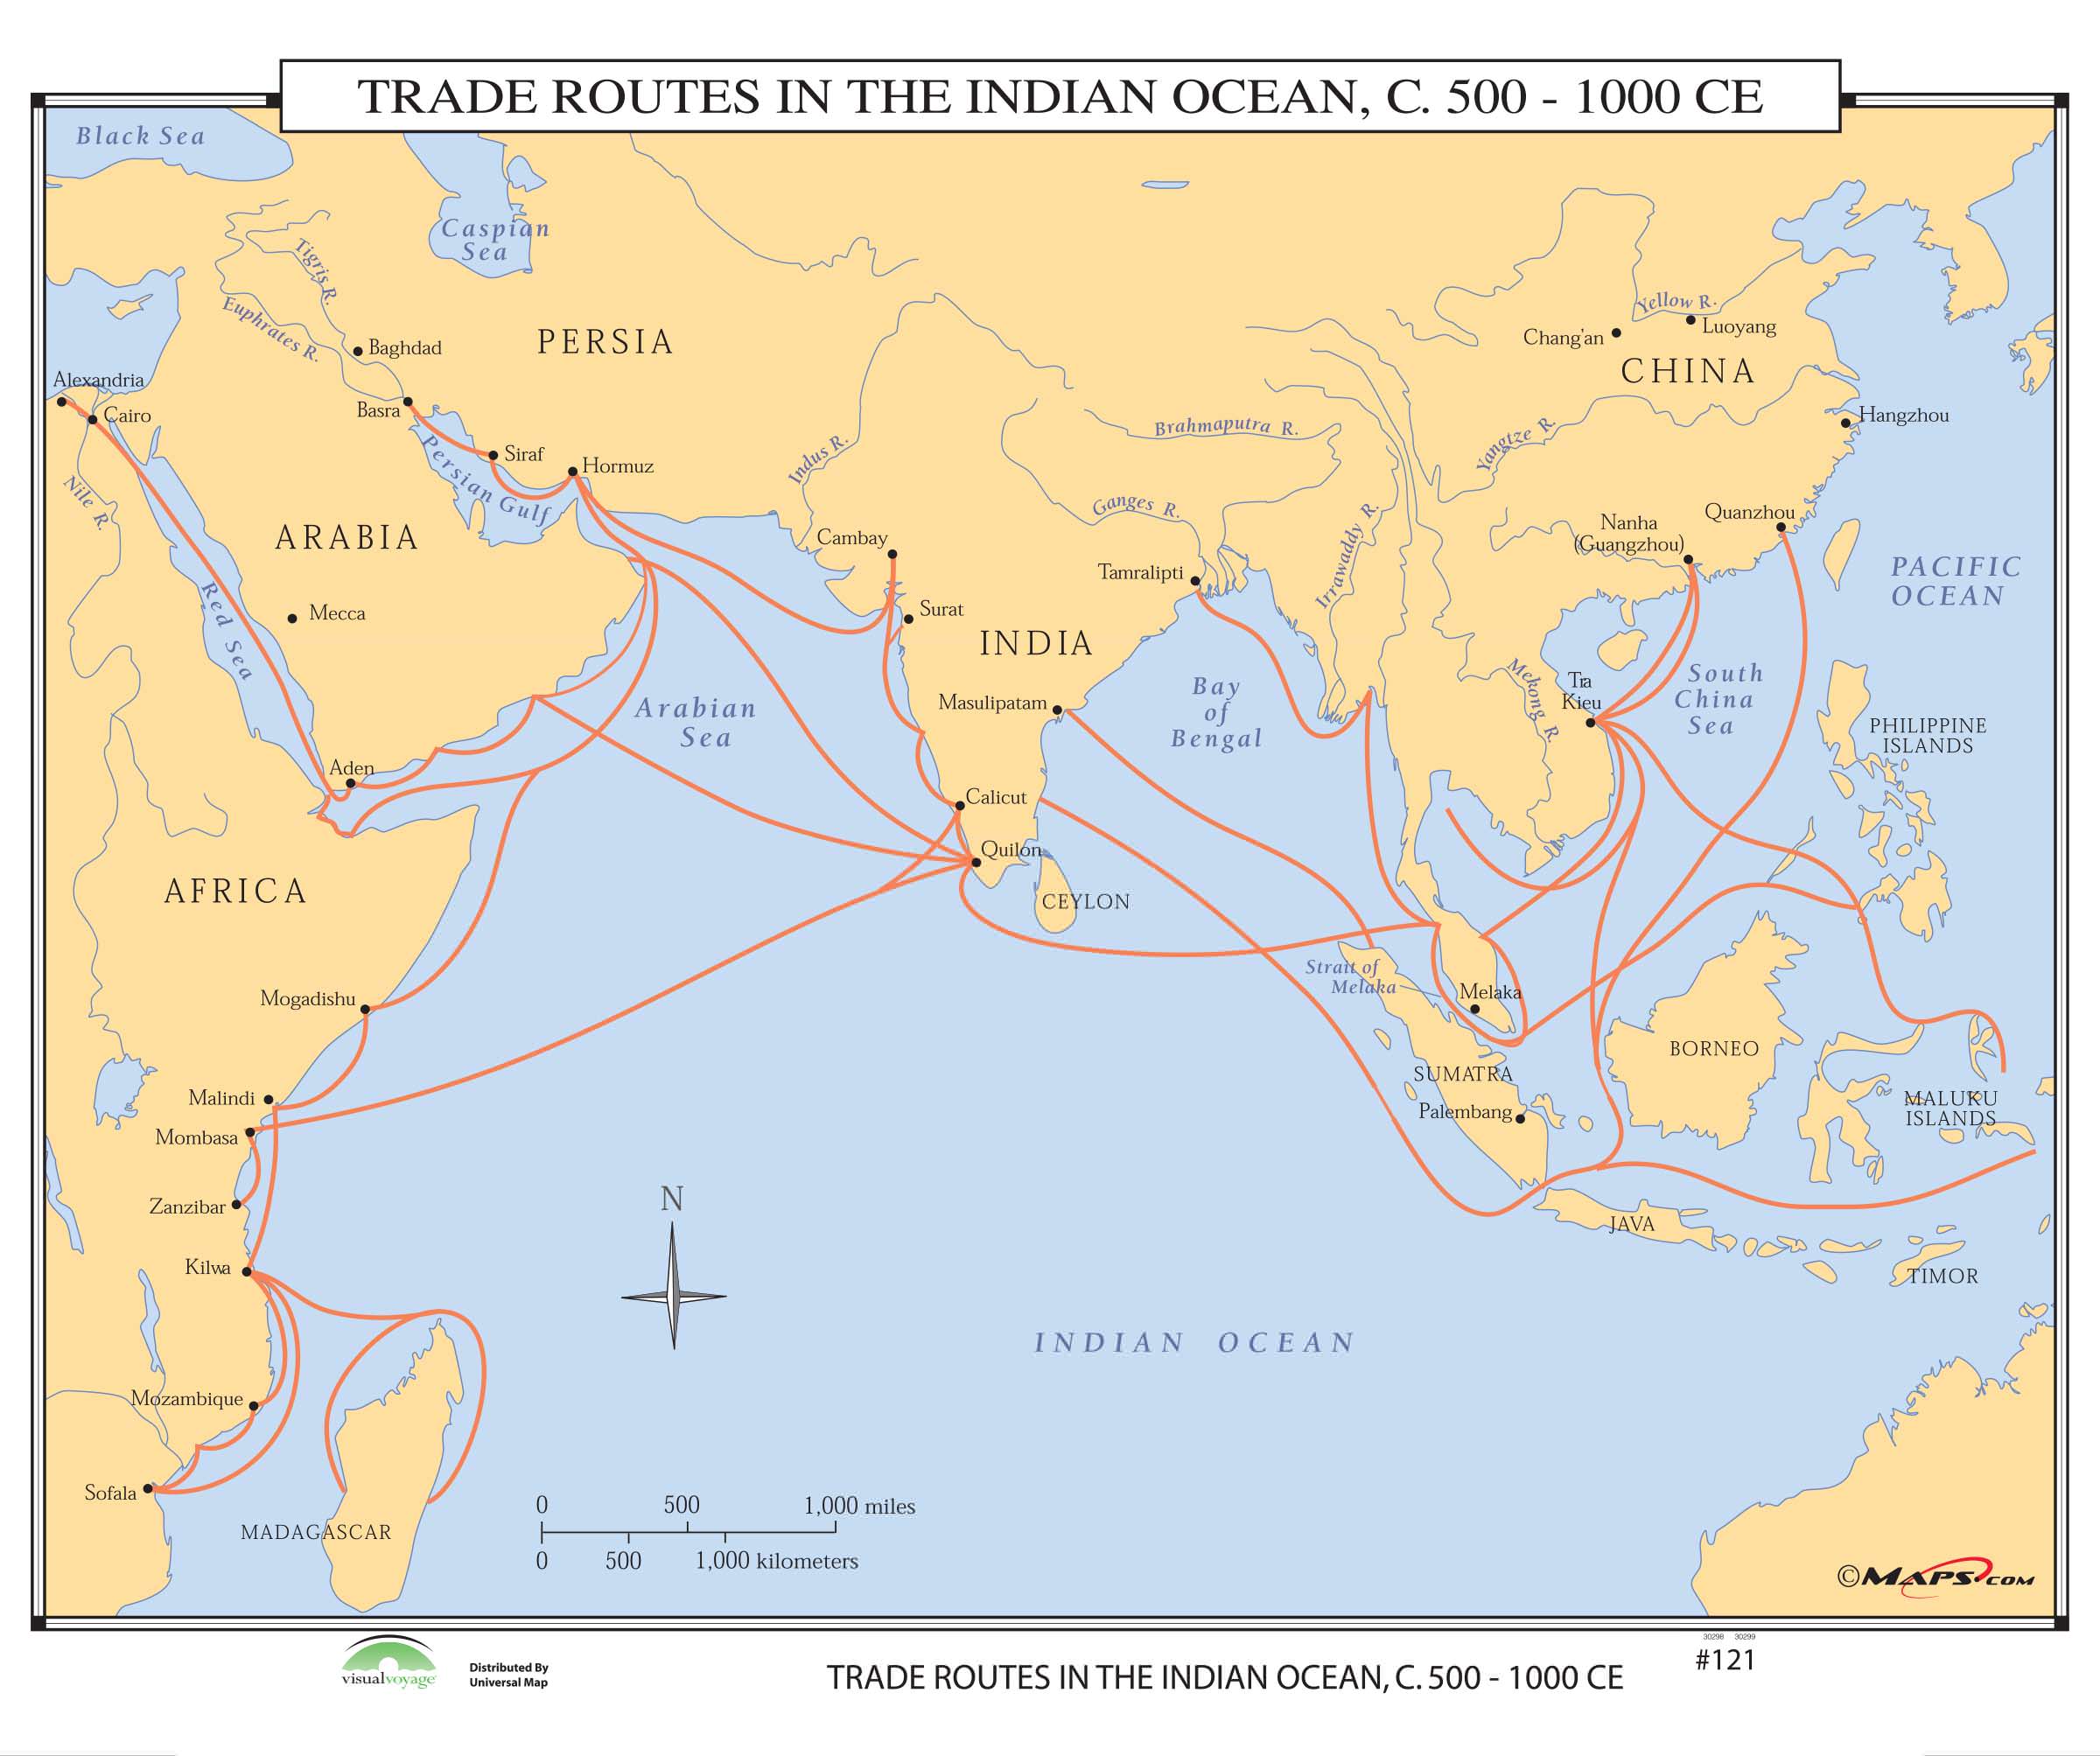 TRADE ROUTES IN THE INDIAN OCEAN, C. 500 - 1000 CE
Black Sea
Caspian
Sea
Tigris R.
Euphrates R.
PERSIA
Baghdad
Basra
Alexandria
Cairo
Nile R.
Siraf
Hormuz
Persian Gulf
ARABIA
Mecca
Red Sea
Aden
Arabian
Sea
Indus R.
Brahmaputra R.
Ganges R.
Cambay
Surat
Tamralipti
INDIA
Masulipatam
Bay
of
Bengal
Calicut
Quilon
CEYLON
Irrawaddy R.
Chang'an
Yellow R.
Luoyang
CHINA
Yangtze R.
Hangzhou
Quanzhou
Nanha
(Guangzhou)
PACIFIC
OCEAN
Mekong R.
Tra
Kieu
South
China
Sea
PHILIPPINE
ISLANDS
AFRICA
Mogadishu
Malindi
Mombasa
Zanzibar
Kilwa
Mozambique
Sofala
MADAGASCAR
Strait of
Melaka
Melaka
SUMATRA
Palembang
BORNEO
MALUKU
ISLANDS
JAVA
TIMOR
N
INDIAN OCEAN
0 500 1,000 miles
0 500 1,000 kilometers
©MAPS.COM
30298 30299
visualvoyage
Distributed By
Universal Map
TRADE ROUTES IN THE INDIAN OCEAN, C. 500 - 1000 CE
#121